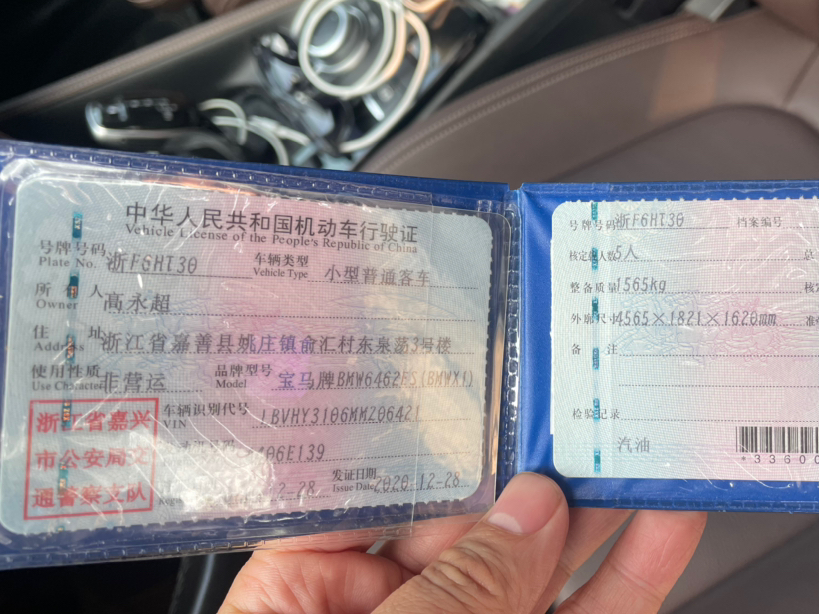 中华人民共和国机动车行驶证
Vehicle License of the People's Republic of China
号牌号码 浙F6HT30 车辆类型 小型普通客车
Plate No. Vehicle Type
所有人 高永超
Owner
住址 浙江省嘉善县姚庄镇俞汇村东泉荡3号楼
Address
使用性质 非营运 品牌型号 宝马牌BMW6462FS(BMWX1)
Use Character Model
车辆识别代号 LBVHY3106MMZ06421
VIN
06E139
2-28 发证日期 2020-12-28
Issue Date
浙江省嘉兴
市公安局交
通警察支队
号牌号码 浙F6HT30 档案编号
核定载人数 5人 总
整备质量 1565kg 核
外廓尺寸 4565×1821×1620mm 准
备注
检验记录
汽油
*33600